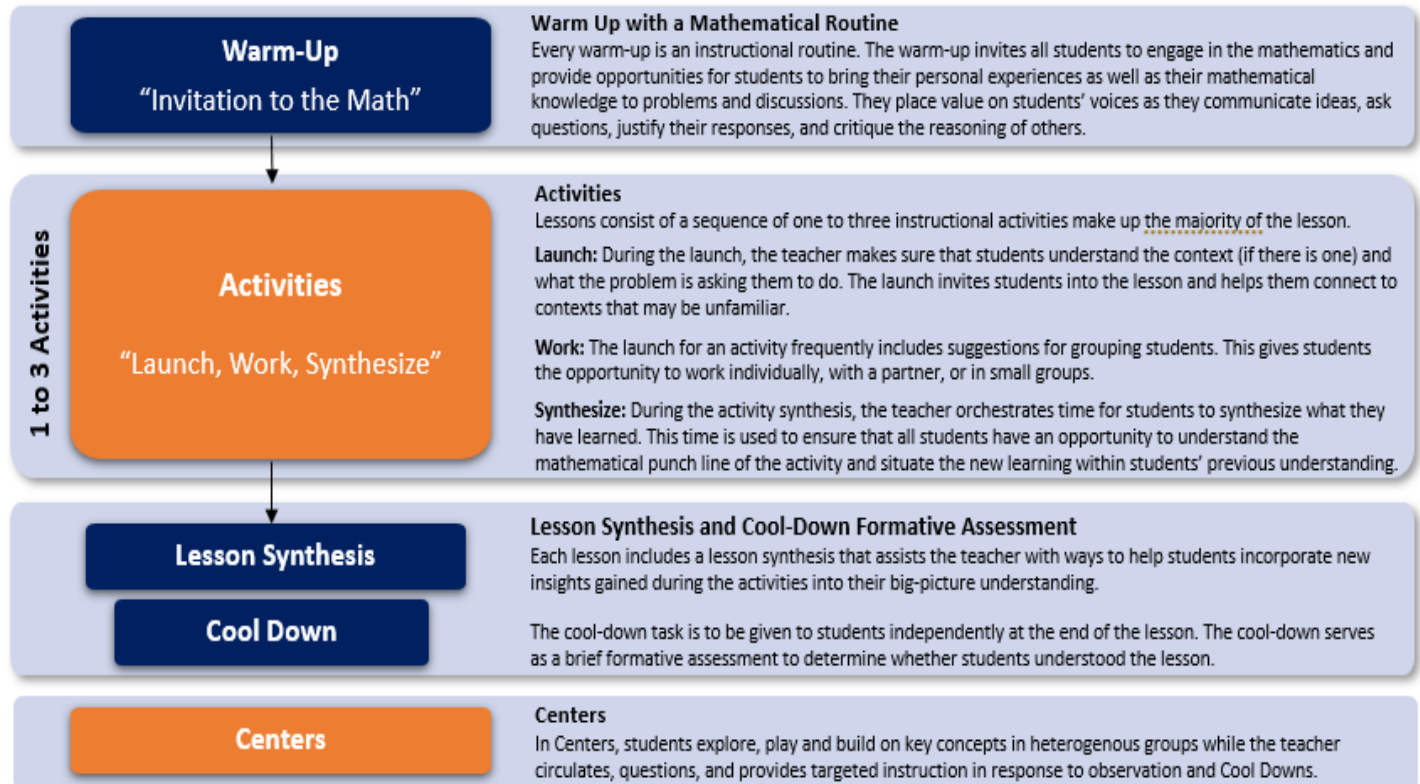 Warm-Up
“Invitation to the Math”
Warm Up with a Mathematical Routine
Every warm-up is an instructional routine. The warm-up invites all students to engage in the mathematics and
provide opportunities for students to bring their personal experiences as well as their mathematical
knowledge to problems and discussions. They place value on students’ voices as they communicate ideas, ask
questions, justify their responses, and critique the reasoning of others.
1 to 3 Activities
Activities
“Launch, Work, Synthesize”
Activities
Lessons consist of a sequence of one to three instructional activities make up the majority of the lesson.
Launch: During the launch, the teacher makes sure that students understand the context (if there is one) and
what the problem is asking them to do. The launch invites students into the lesson and helps them connect to
contexts that may be unfamiliar.
Work: The launch for an activity frequently includes suggestions for grouping students. This gives students
the opportunity to work individually, with a partner, or in small groups.
Synthesize: During the activity synthesis, the teacher orchestrates time for students to synthesize what they
have learned. This time is used to ensure that all students have an opportunity to understand the
mathematical punch line of the activity and situate the new learning within students’ previous understanding.
Lesson Synthesis
Cool Down
Lesson Synthesis and Cool-Down Formative Assessment
Each lesson includes a lesson synthesis that assists the teacher with ways to help students incorporate new
insights gained during the activities into their big-picture understanding.
The cool-down task is to be given to students independently at the end of the lesson. The cool-down serves
as a brief formative assessment to determine whether students understood the lesson.
Centers
Centers
In Centers, students explore, play and build on key concepts in heterogenous groups while the teacher
circulates, questions, and provides targeted instruction in response to observation and Cool Downs.